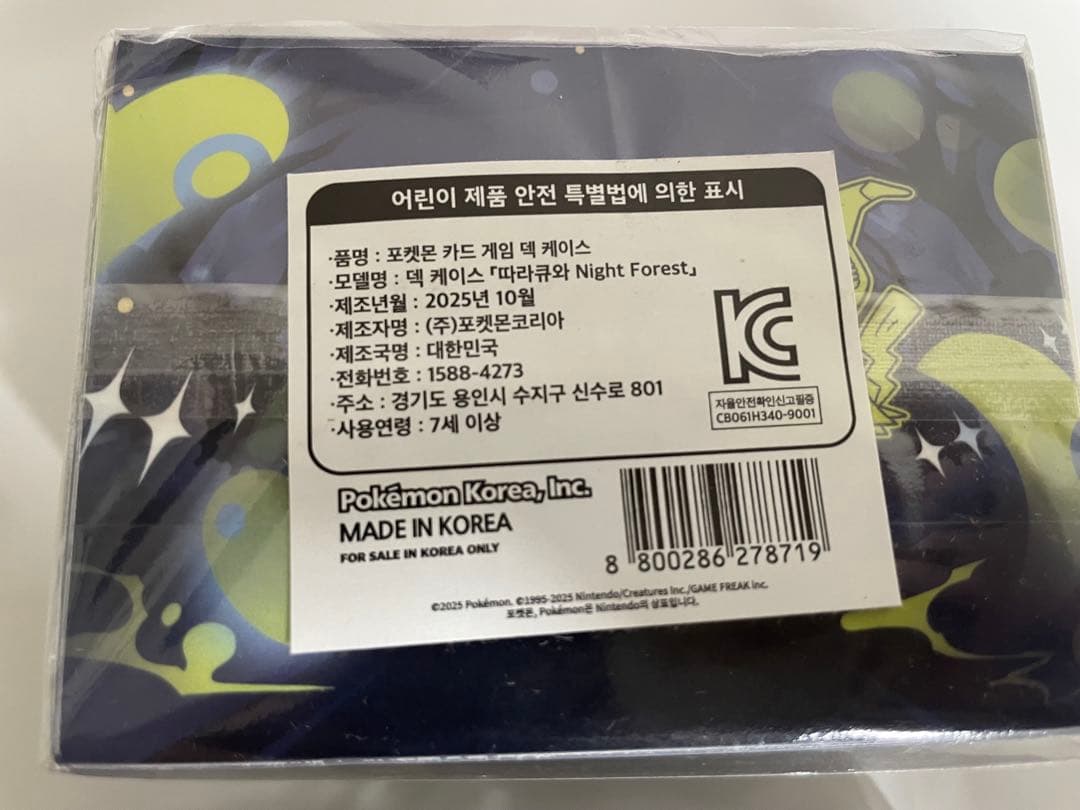 어린이 제품 안전 특별법에 의한 표시
·품명 : 포켓몬 카드 게임 덱 케이스
·모델명 : 덱 케이스 「따라큐와 Night Forest」
·제조년월 : 2025년 10월
·제조자명 : (주)포켓몬코리아
·제조국명 : 대한민국
·전화번호 : 1588-4273
·주소 : 경기도 용인시 수지구 신수로 801
·사용연령 : 7세 이상
KC
자율안전확인신고필증
CB061H340-9001
Pokémon Korea, Inc.
MADE IN KOREA
FOR SALE IN KOREA ONLY
8 800286 278719
©2025 Pokémon. ©1995-2025 Nintendo/Creatures Inc./GAME FREAK inc.
포켓몬, Pokémon은 Nintendo의 상표입니다.